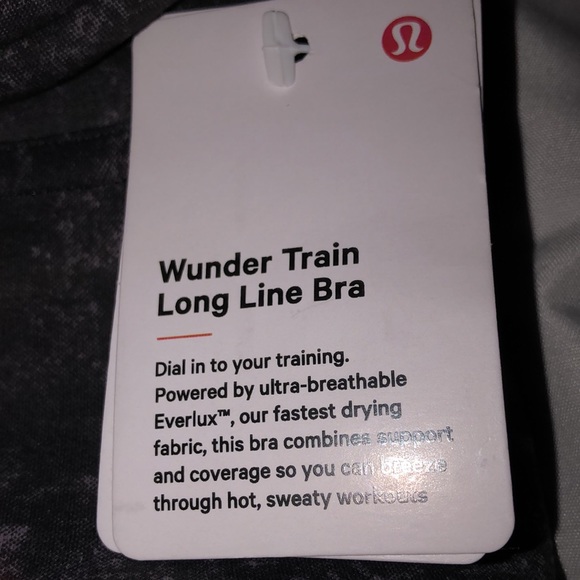 Wunder Train
Long Line Bra
Dial in to your training.
Powered by ultra-breathable
Everlux™, our fastest drying
fabric, this bra combines support
and coverage so you can breeze
through hot, sweaty workouts